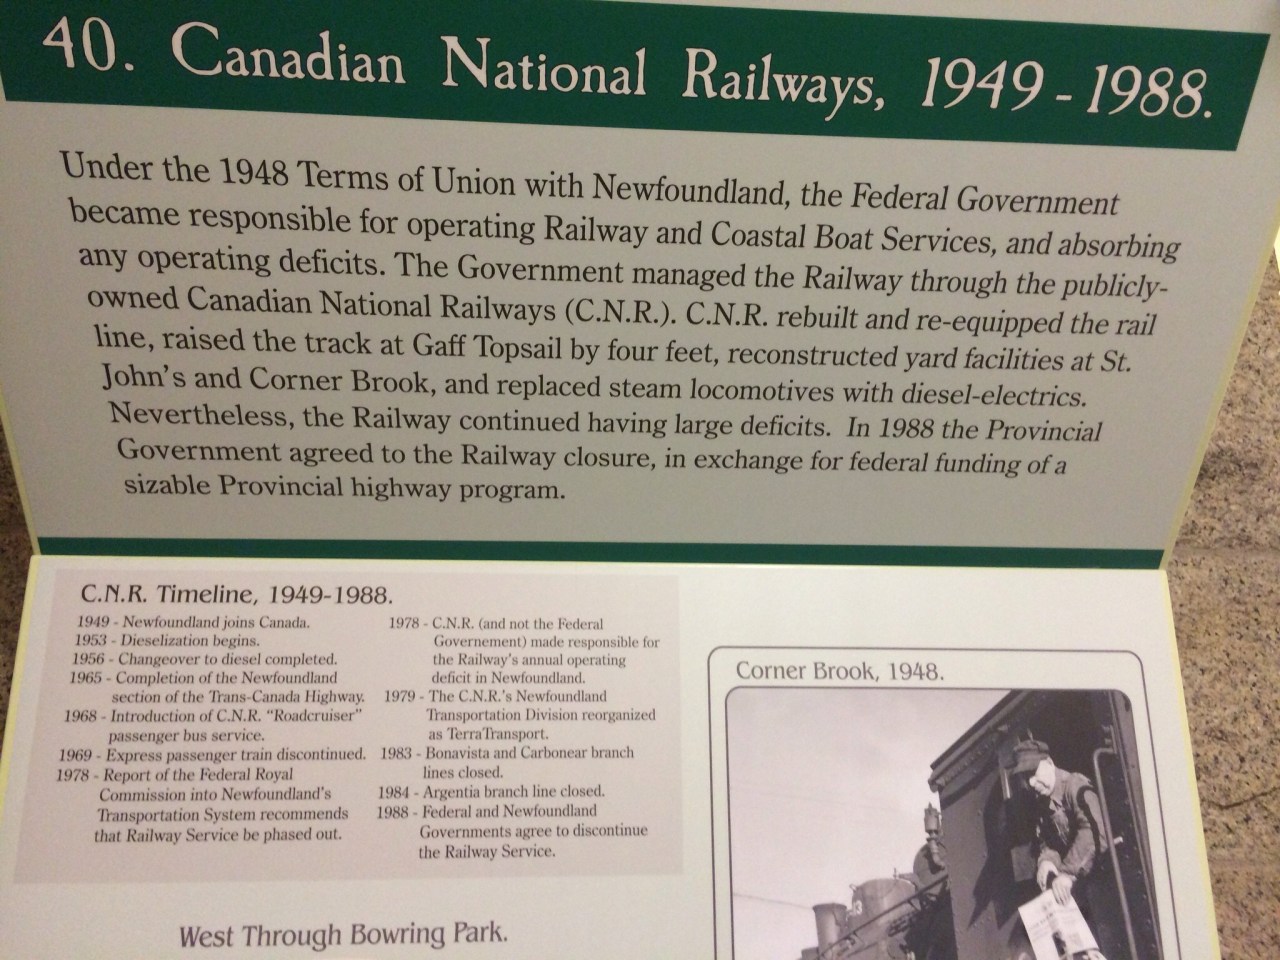 40. Canadian National Railways, 1949-1988.
Under the 1948 Terms of Union with Newfoundland, the Federal Government
became responsible for operating Railway and Coastal Boat Services, and absorbing
any operating deficits. The Government managed the Railway through the publicly-
owned Canadian National Railways (C.N.R.). C.N.R. rebuilt and re-equipped the rail
line, raised the track at Gaff Topsail by four feet, reconstructed yard facilities at St.
John's and Corner Brook, and replaced steam locomotives with diesel-electrics.
Nevertheless, the Railway continued having large deficits. In 1988 the Provincial
Government agreed to the Railway closure, in exchange for federal funding of a
sizable Provincial highway program.
C.N.R. Timeline, 1949-1988.
1949 - Newfoundland joins Canada.
1953 - Dieselization begins.
1956 - Changeover to diesel completed.
1965 - Completion of the Newfoundland
section of the Trans-Canada Highway.
1968 - Introduction of C.N.R. "Roadcruiser"
passenger bus service.
1969 - Express passenger train discontinued.
1978 - Report of the Federal Royal
Commission into Newfoundland's
Transportation System recommends
that Railway Service be phased out.
1978 - C.N.R. (and not the Federal
Governement) made responsible for
the Railway's annual operating
deficit in Newfoundland.
1979 - The C.N.R.'s Newfoundland
Transportation Division reorganized
as TerraTransport.
1983 - Bonavista and Carbonear branch
lines closed.
1984 - Argentia branch line closed.
1988 - Federal and Newfoundland
Governments agree to discontinue
the Railway Service.
Corner Brook, 1948.
West Through Bowring Park.